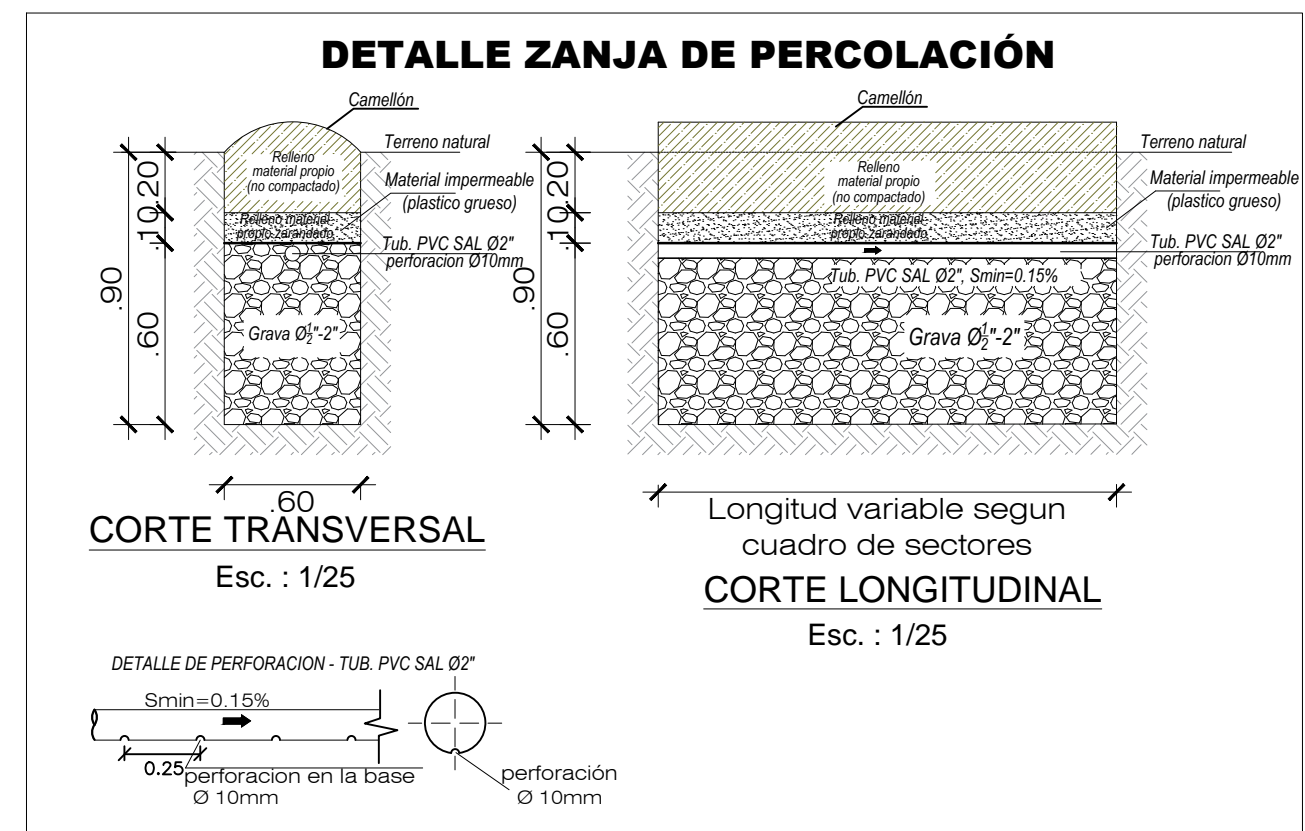 DETALLE ZANJA DE PERCOLACIÓN
Camellón
Terreno natural
Relleno
material propio
(no compactado)
Material impermeable
(plastico grueso)
Relleno material
propio zarandeado
Tub. PVC SAL Ø2"
perforacion Ø10mm
Grava Ø1/2"-2"
.20
.10
.90
.60
.60
CORTE TRANSVERSAL
Esc. : 1/25
Camellón
Terreno natural
Relleno
material propio
(no compactado)
Material impermeable
(plastico grueso)
Relleno material
propio zarandeado
Tub. PVC SAL Ø2"
perforacion Ø10mm
Tub. PVC SAL Ø2", Smin=0.15%
Grava Ø1/2"-2"
.20
.10
.90
.60
Longitud variable segun
cuadro de sectores
CORTE LONGITUDINAL
Esc. : 1/25
DETALLE DE PERFORACION - TUB. PVC SAL Ø2"
Smin=0.15%
0.25
perforacion en la base
Ø 10mm
perforación
Ø 10mm